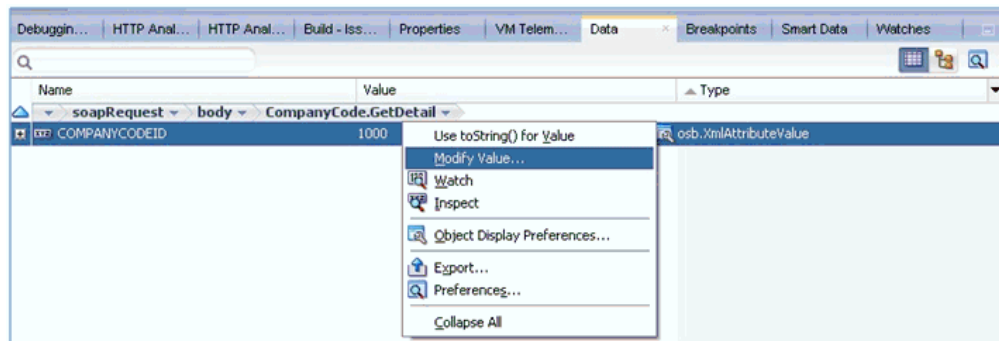 Debuggin... HTTP Anal... HTTP Anal... Build - Iss... Properties VM Telem... Data Breakpoints Smart Data Watches
Name Value Type
soapRequest body CompanyCode.GetDetail
COMPANYCODEID 1000 osb.XmlAttributeValue
Use toString() for Value
Modify Value...
Watch
Inspect
Object Display Preferences...
Export...
Preferences...
Collapse All